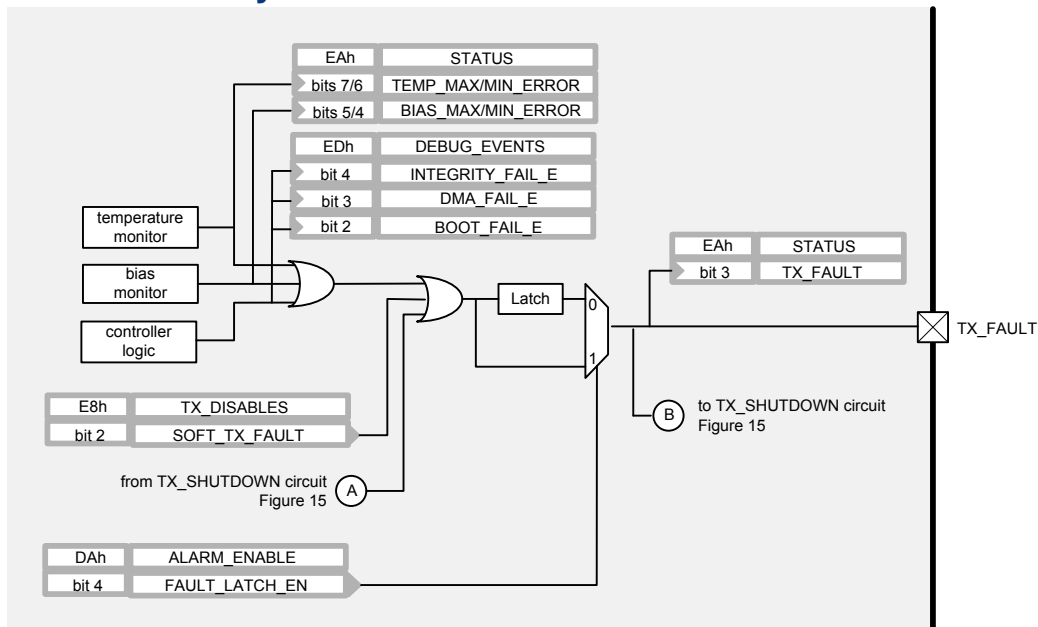 EAh STATUS
bits 7/6 TEMP_MAX/MIN_ERROR
bits 5/4 BIAS_MAX/MIN_ERROR
EDh DEBUG_EVENTS
bit 4 INTEGRITY_FAIL_E
bit 3 DMA_FAIL_E
bit 2 BOOT_FAIL_E
temperature
monitor
bias
monitor
controller
logic
EAh STATUS
bit 3 TX_FAULT
Latch
0
1
TX_FAULT
E8h TX_DISABLES
bit 2 SOFT_TX_FAULT
B
to TX_SHUTDOWN circuit
Figure 15
from TX_SHUTDOWN circuit
Figure 15
A
DAh ALARM_ENABLE
bit 4 FAULT_LATCH_EN